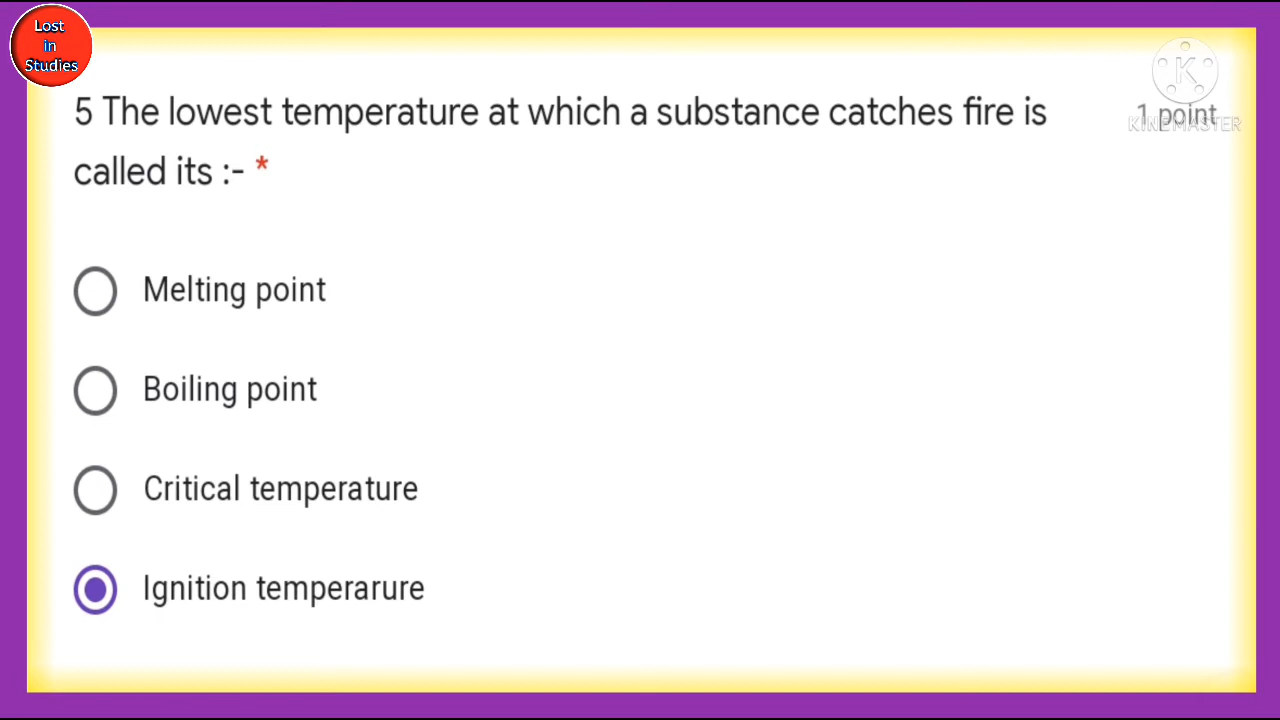 Lost
in
Studies
5 The lowest temperature at which a substance catches fire is
1 point
called its :- *
K
KINEMASTER
Melting point
Boiling point
Critical temperature
Ignition temperarure